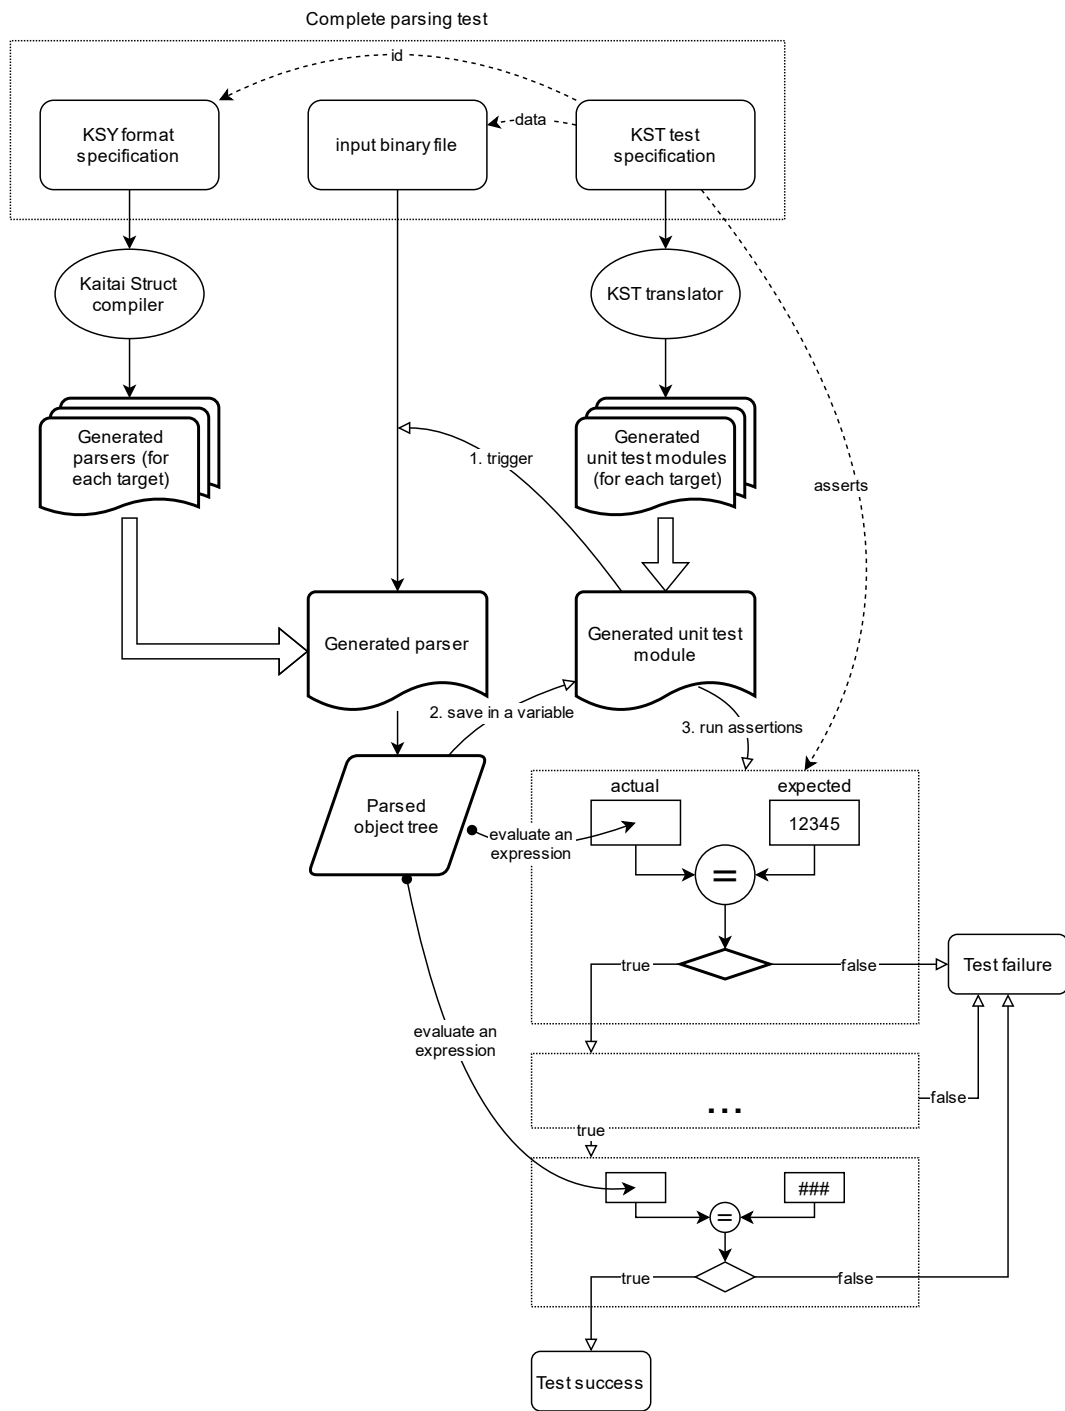 Complete parsing test
id
KSY format
specification
input binary file
data
KST test
specification
Kaitai Struct
compiler
KST translator
Generated
parsers (for
each target)
1. trigger
Generated
unit test modules
(for each target)
asserts
Generated parser
Generated unit test
module
2. save in a variable
3. run assertions
Parsed
object tree
evaluate an
expression
actual
expected
12345
=
true
false
Test failure
evaluate an
expression
...
false
true
###
=
true
false
Test success